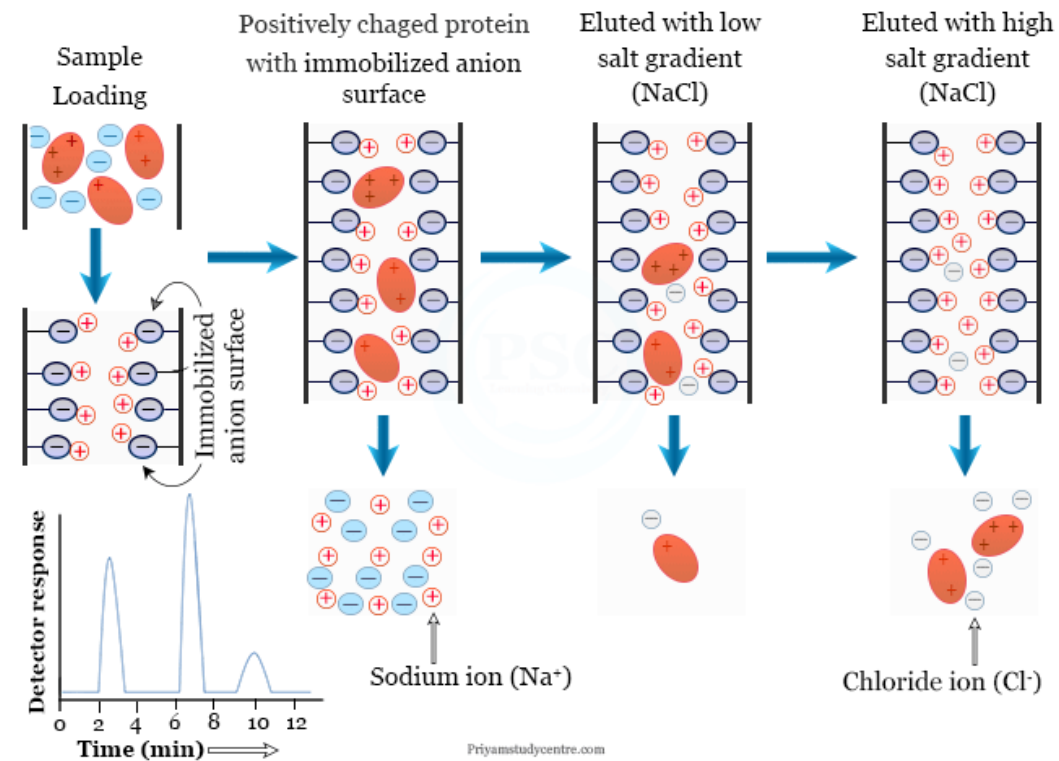 Sample
Loading
Positively chaged protein
with immobilized anion
surface
Eluted with low
salt gradient
(NaCl)
Eluted with high
salt gradient
(NaCl)
Immobilized
anion surface
Detector response
0 2 4 6 8 10 12
Time (min)
Sodium ion (Na⁺)
Chloride ion (Cl⁻)
PSC
Priyamstudycentre.com